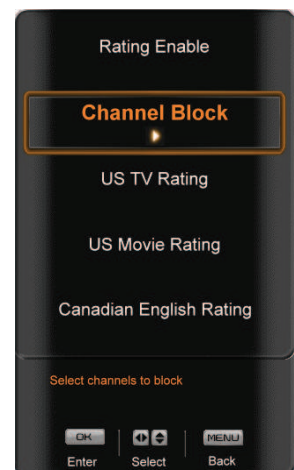 Rating Enable
Channel Block
US TV Rating
US Movie Rating
Canadian English Rating
Select channels to block
OK MENU
Enter Select Back